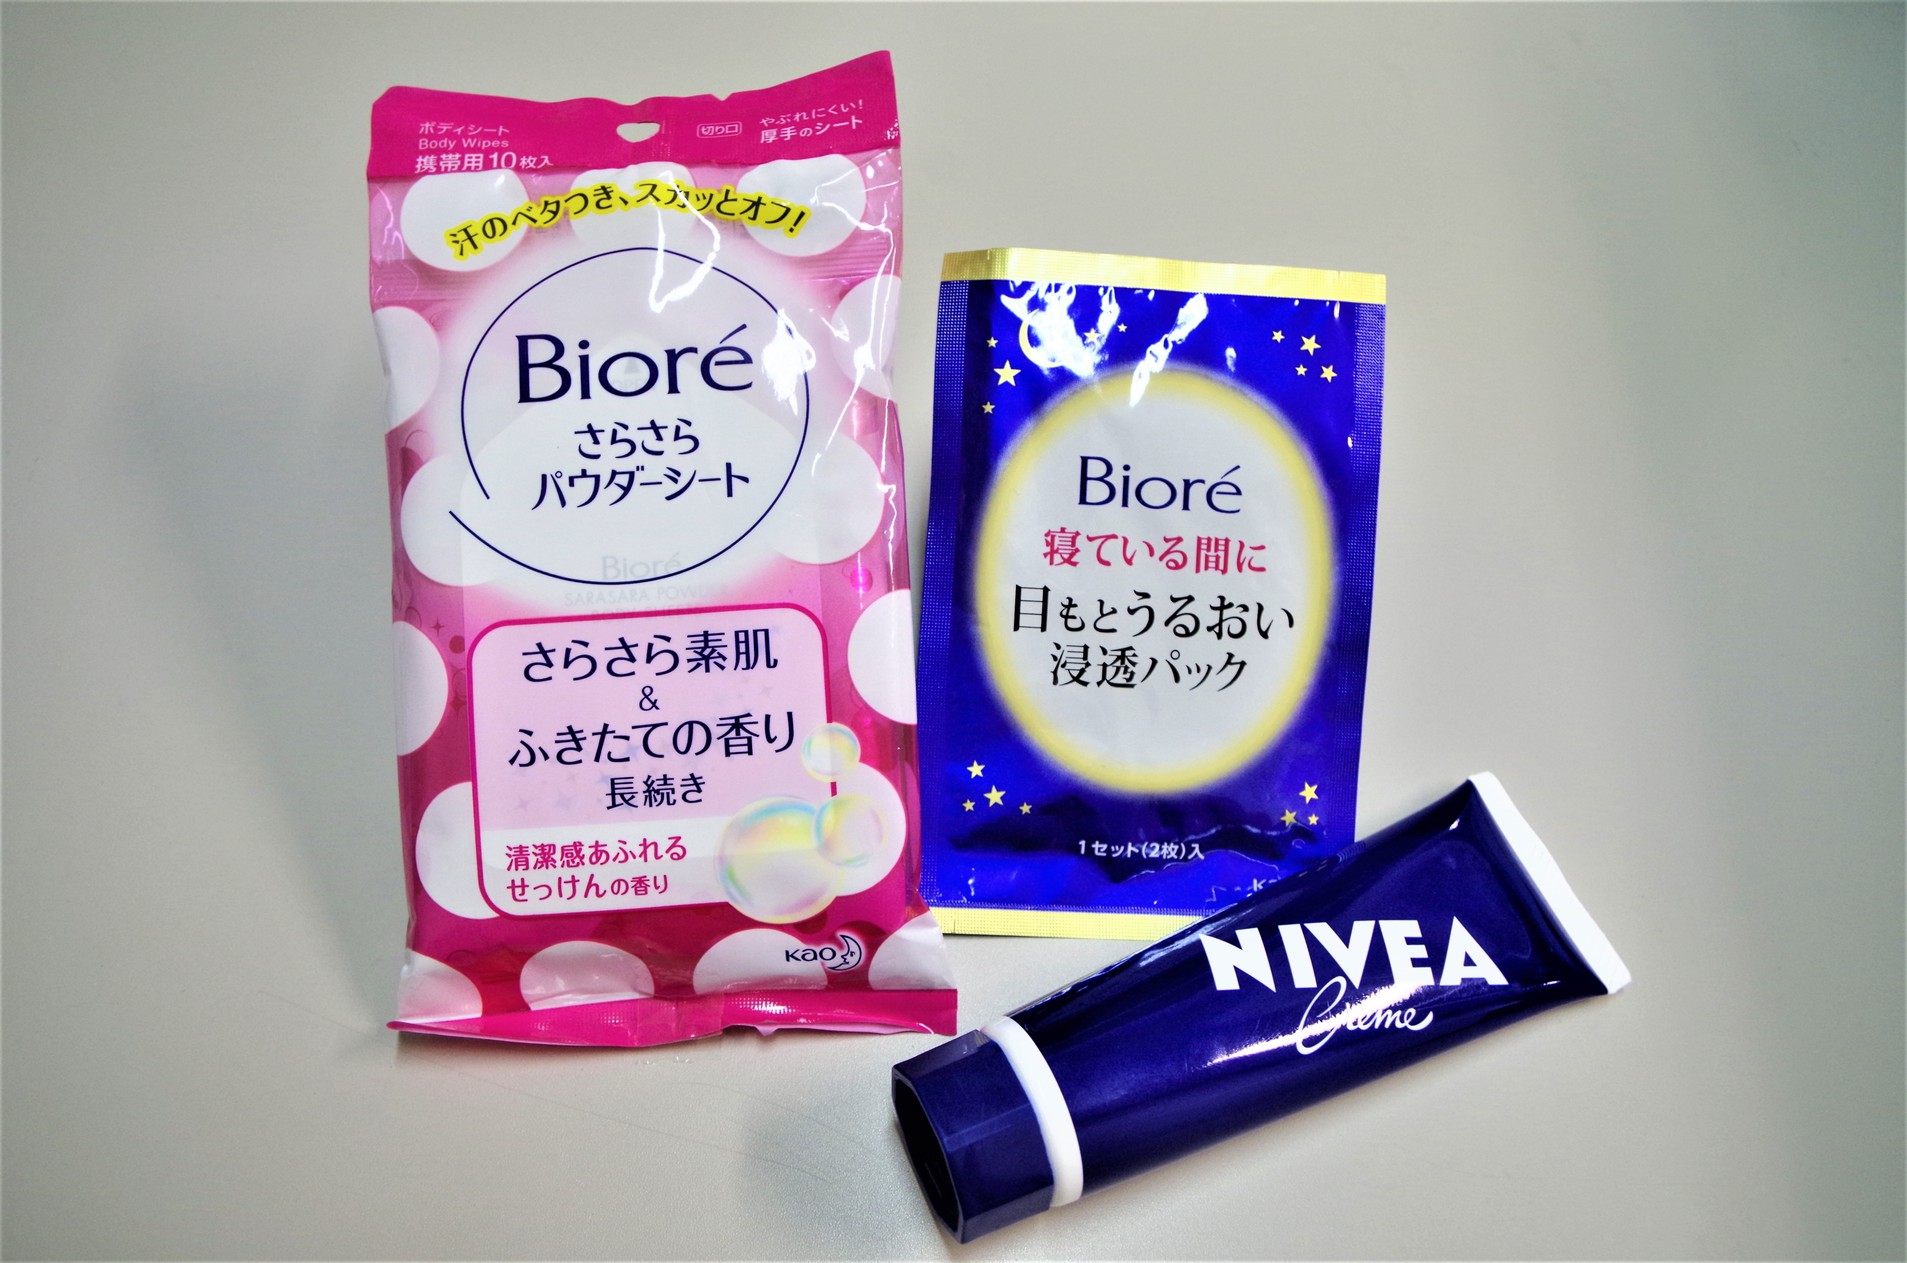 ボディシート
Body Wipes
携帯用10枚入
切り口
やぶれにくい!
厚手のシート
汗のベタつき、スカッとオフ!
Bioré
さらさら
パウダーシート
Bioré
SARASARA POWDER
さらさら素肌
&
ふきたての香り
長続き
清潔感あふれる
せっけんの香り
Kao
Bioré
寝ている間に
目もとうるおい
浸透パック
1セット(2枚)入
NIVEA
Creme